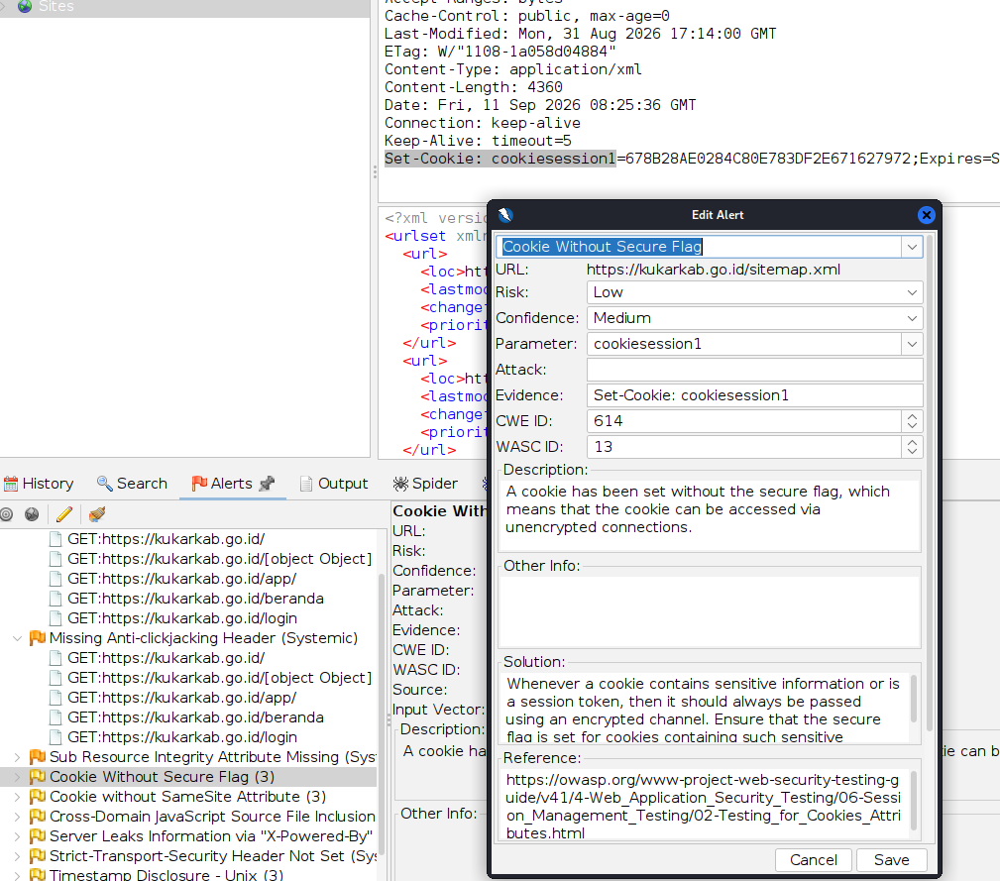 Sites
Accept-Ranges: bytes
Cache-Control: public, max-age=0
Last-Modified: Mon, 31 Aug 2026 17:14:00 GMT
ETag: W/"1108-1a058d04884"
Content-Type: application/xml
Content-Length: 4360
Date: Fri, 11 Sep 2026 08:25:36 GMT
Connection: keep-alive
Keep-Alive: timeout=5
Set-Cookie: cookiesession1=678B28AE0284C80E783DF2E671627972;Expires=S
<?xml versio
<urlset xmln
<url>
<loc>htt
<lastmod
<change
<priorit
</url>
<url>
<loc>htt
<lastmod
<change
<priorit
</url>
Edit Alert
Cookie Without Secure Flag
URL: https://kukarkab.go.id/sitemap.xml
Risk: Low
Confidence: Medium
Parameter: cookiesession1
Attack:
Evidence: Set-Cookie: cookiesession1
CWE ID: 614
WASC ID: 13
Description:
A cookie has been set without the secure flag, which
means that the cookie can be accessed via
unencrypted connections.
Other Info:
Solution:
Whenever a cookie contains sensitive information or is
a session token, then it should always be passed
using an encrypted channel. Ensure that the secure
flag is set for cookies containing such sensitive
Reference:
https://owasp.org/www-project-web-security-testing-g
uide/v41/4-Web_Application_Security_Testing/06-Sessi
on_Management_Testing/02-Testing_for_Cookies_Attri
butes.html
Cancel Save
History Search Alerts Output Spider
GET:https://kukarkab.go.id/
GET:https://kukarkab.go.id/[object Object]
GET:https://kukarkab.go.id/app/
GET:https://kukarkab.go.id/beranda
GET:https://kukarkab.go.id/login
Missing Anti-clickjacking Header (Systemic)
GET:https://kukarkab.go.id/
GET:https://kukarkab.go.id/[object Object]
GET:https://kukarkab.go.id/app/
GET:https://kukarkab.go.id/beranda
GET:https://kukarkab.go.id/login
Sub Resource Integrity Attribute Missing (Sys
Cookie Without Secure Flag (3)
Cookie without SameSite Attribute (3)
Cross-Domain JavaScript Source File Inclusion
Server Leaks Information via "X-Powered-By"
Strict-Transport-Security Header Not Set (Sys
Timestamp Disclosure - Unix (3)
Cookie With
URL:
Risk:
Confidence:
Parameter:
Attack:
Evidence:
CWE ID:
WASC ID:
Source:
Input Vector:
Description:
A cookie ha
ie can b
Other Info: